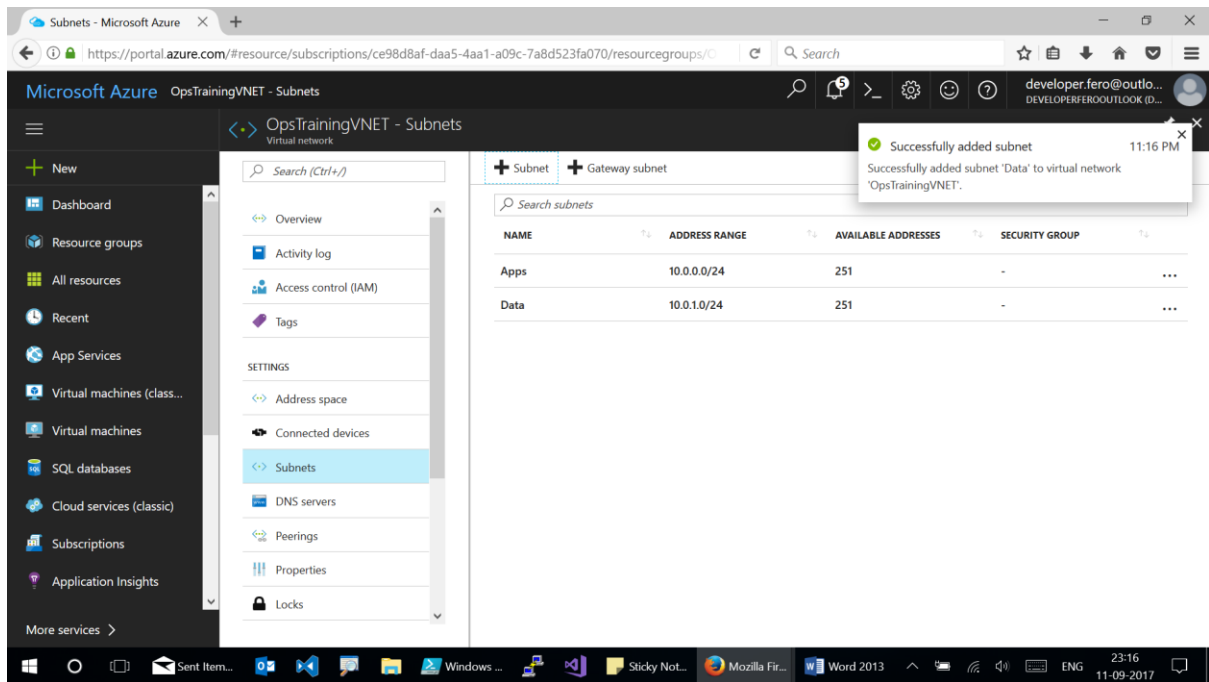 Subnets - Microsoft Azure
https://portal.azure.com/#resource/subscriptions/ce98d8af-daa5-4aa1-a09c-7a8d523fa070/resourcegroups/
Search
Microsoft Azure OpsTrainingVNET - Subnets
5
developer.fero@outlo...
DEVELOPERFEROOUTLOOK (D...
OpsTrainingVNET - Subnets
Virtual network
Successfully added subnet 11:16 PM
Successfully added subnet 'Data' to virtual network
'OpsTrainingVNET'.
New
Dashboard
Resource groups
All resources
Recent
App Services
Virtual machines (class...
Virtual machines
SQL databases
Cloud services (classic)
Subscriptions
Application Insights
More services >
Search (Ctrl+/)
Overview
Activity log
Access control (IAM)
Tags
SETTINGS
Address space
Connected devices
Subnets
DNS servers
Peerings
Properties
Locks
Subnet Gateway subnet
Search subnets
NAME ADDRESS RANGE AVAILABLE ADDRESSES SECURITY GROUP
Apps 10.0.0.0/24 251 - ...
Data 10.0.1.0/24 251 - ...
Sent Item... Windows ... Sticky Not... Mozilla Fir... Word 2013 ENG 23:16
11-09-2017